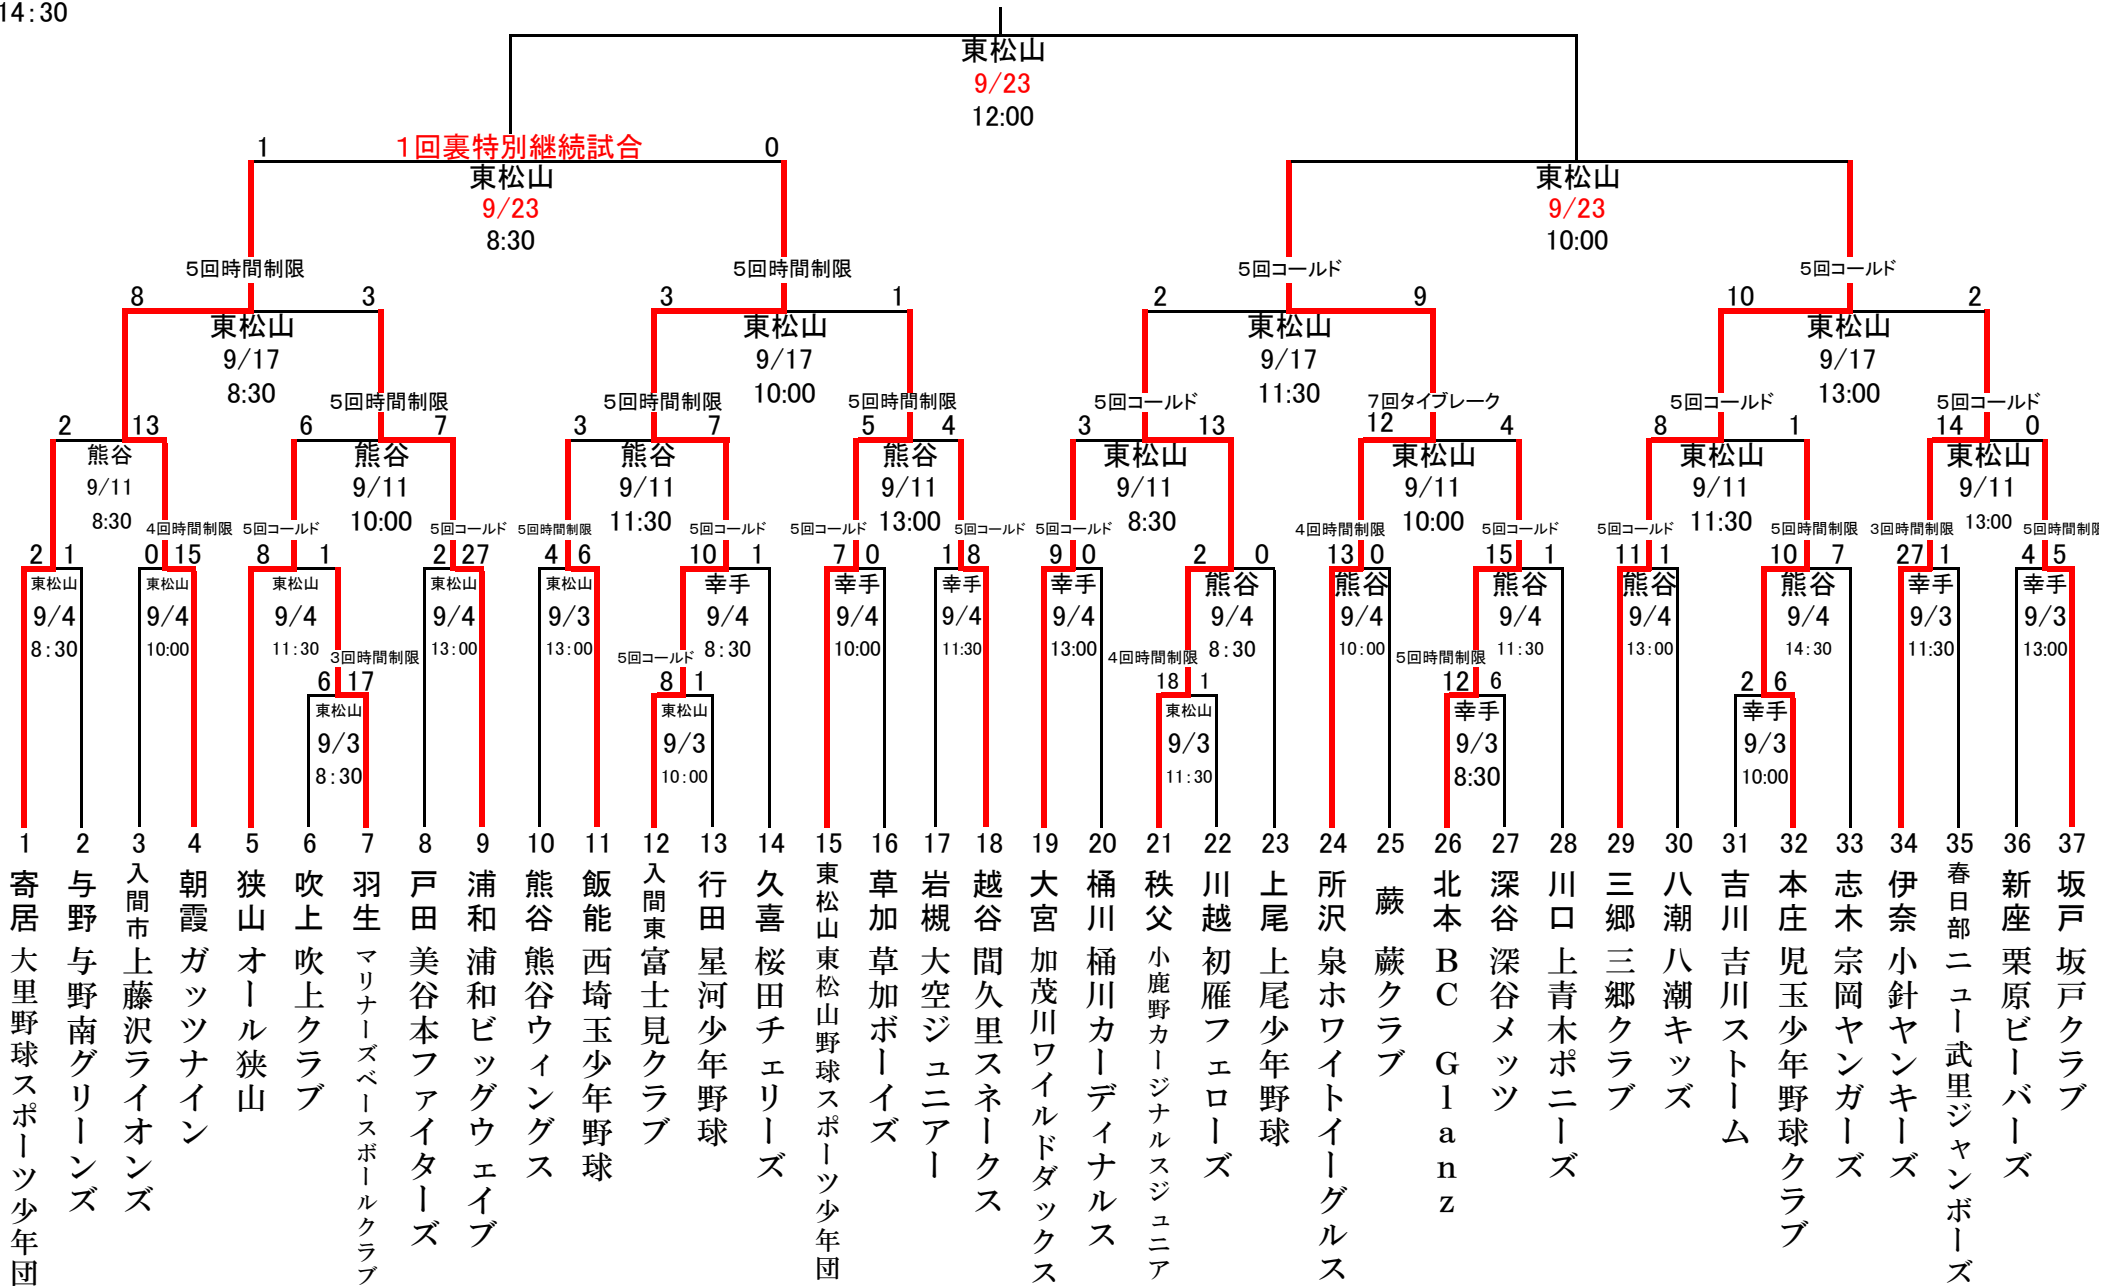 14:30
東松山
9/23
12:00
1 1回裏特別継続試合 0
東松山 東松山
9/23 9/23
8:30 10:00
5回時間制限 5回時間制限 5回コールド 5回コールド
8 3 3 1 2 9 10 2
東松山 東松山 東松山 東松山
9/17 9/17 9/17 9/17
8:30 10:00 11:30 13:00
5回時間制限 5回時間制限 5回時間制限 5回コールド 7回タイブレーク 5回コールド 5回コールド
2 13 6 7 3 7 5 4 3 13 12 4 8 1 14 0
熊谷 熊谷 熊谷 熊谷 東松山 東松山 東松山 東松山
9/11 9/11 9/11 9/11 9/11 9/11 9/11 9/11
8:30 10:00 11:30 13:00 8:30 10:00 11:30 13:00
4回時間制限 5回コールド 5回コールド 5回時間制限 5回コールド 5回コールド 5回コールド 5回コールド 4回時間制限 5回コールド 5回コールド 5回時間制限 3回時間制限 5回時間制限
2 1 0 15 8 1 2 27 4 6 10 1 7 0 1 8 9 0 2 0 13 0 15 1 11 1 10 7 27 1 4 5
東松山 東松山 東松山 東松山 東松山 幸手 幸手 幸手 幸手 熊谷 熊谷 熊谷 熊谷 熊谷 幸手 幸手
9/4 9/4 9/4 9/4 9/3 9/4 9/4 9/4 9/4 9/4 9/4 9/4 9/4 9/4 9/3 9/3
8:30 10:00 11:30 13:00 13:00 8:30 10:00 11:30 13:00 8:30 10:00 11:30 13:00 14:30 11:30 13:00
3回時間制限 5回コールド 4回時間制限 5回時間制限
6 17 8 1 18 1 12 6 2 6
東松山 東松山 東松山 幸手 幸手
9/3 9/3 9/3 9/3 9/3
8:30 10:00 11:30 8:30 10:00
1 2 3 4 5 6 7 8 9 10 11 12 13 14 15 16 17 18 19 20 21 22 23 24 25 26 27 28 29 30 31 32 33 34 35 36 37
寄居 大里野球スポーツ少年団
与野 与野南グリーンズ
入間市 上藤沢ライオンズ
朝霞 ガッツナイン
狭山 オール狭山
吹上 吹上クラブ
羽生 マリナーズベースボールクラブ
戸田 美谷本ファイターズ
浦和 浦和ビッグウェイブ
熊谷 熊谷ウィングス
飯能 西埼玉少年野球
入間東 富士見クラブ
行田 星河少年野球
久喜 桜田チェリーズ
東松山 東松山野球スポーツ少年団
草加 草加ボーイズ
岩槻 大空ジュニアー
越谷 間久里スネークス
大宮 加茂川ワイルドダックス
桶川 桶川カーディナルス
秩父 小鹿野カージナルスジュニア
川越 初雁フェローズ
上尾 上尾少年野球
所沢 泉ホワイトイーグルス
蕨 蕨クラブ
北本 BC Glanz
深谷 深谷メッツ
川口 上青木ポニーズ
三郷 三郷クラブ
八潮 八潮キッズ
吉川 吉川ストーム
本庄 児玉少年野球クラブ
志木 宗岡ヤンガーズ
伊奈 小針ヤンキーズ
春日部 ニュー武里ジャンボーズ
新座 栗原ビーバーズ
坂戸 坂戸クラブ